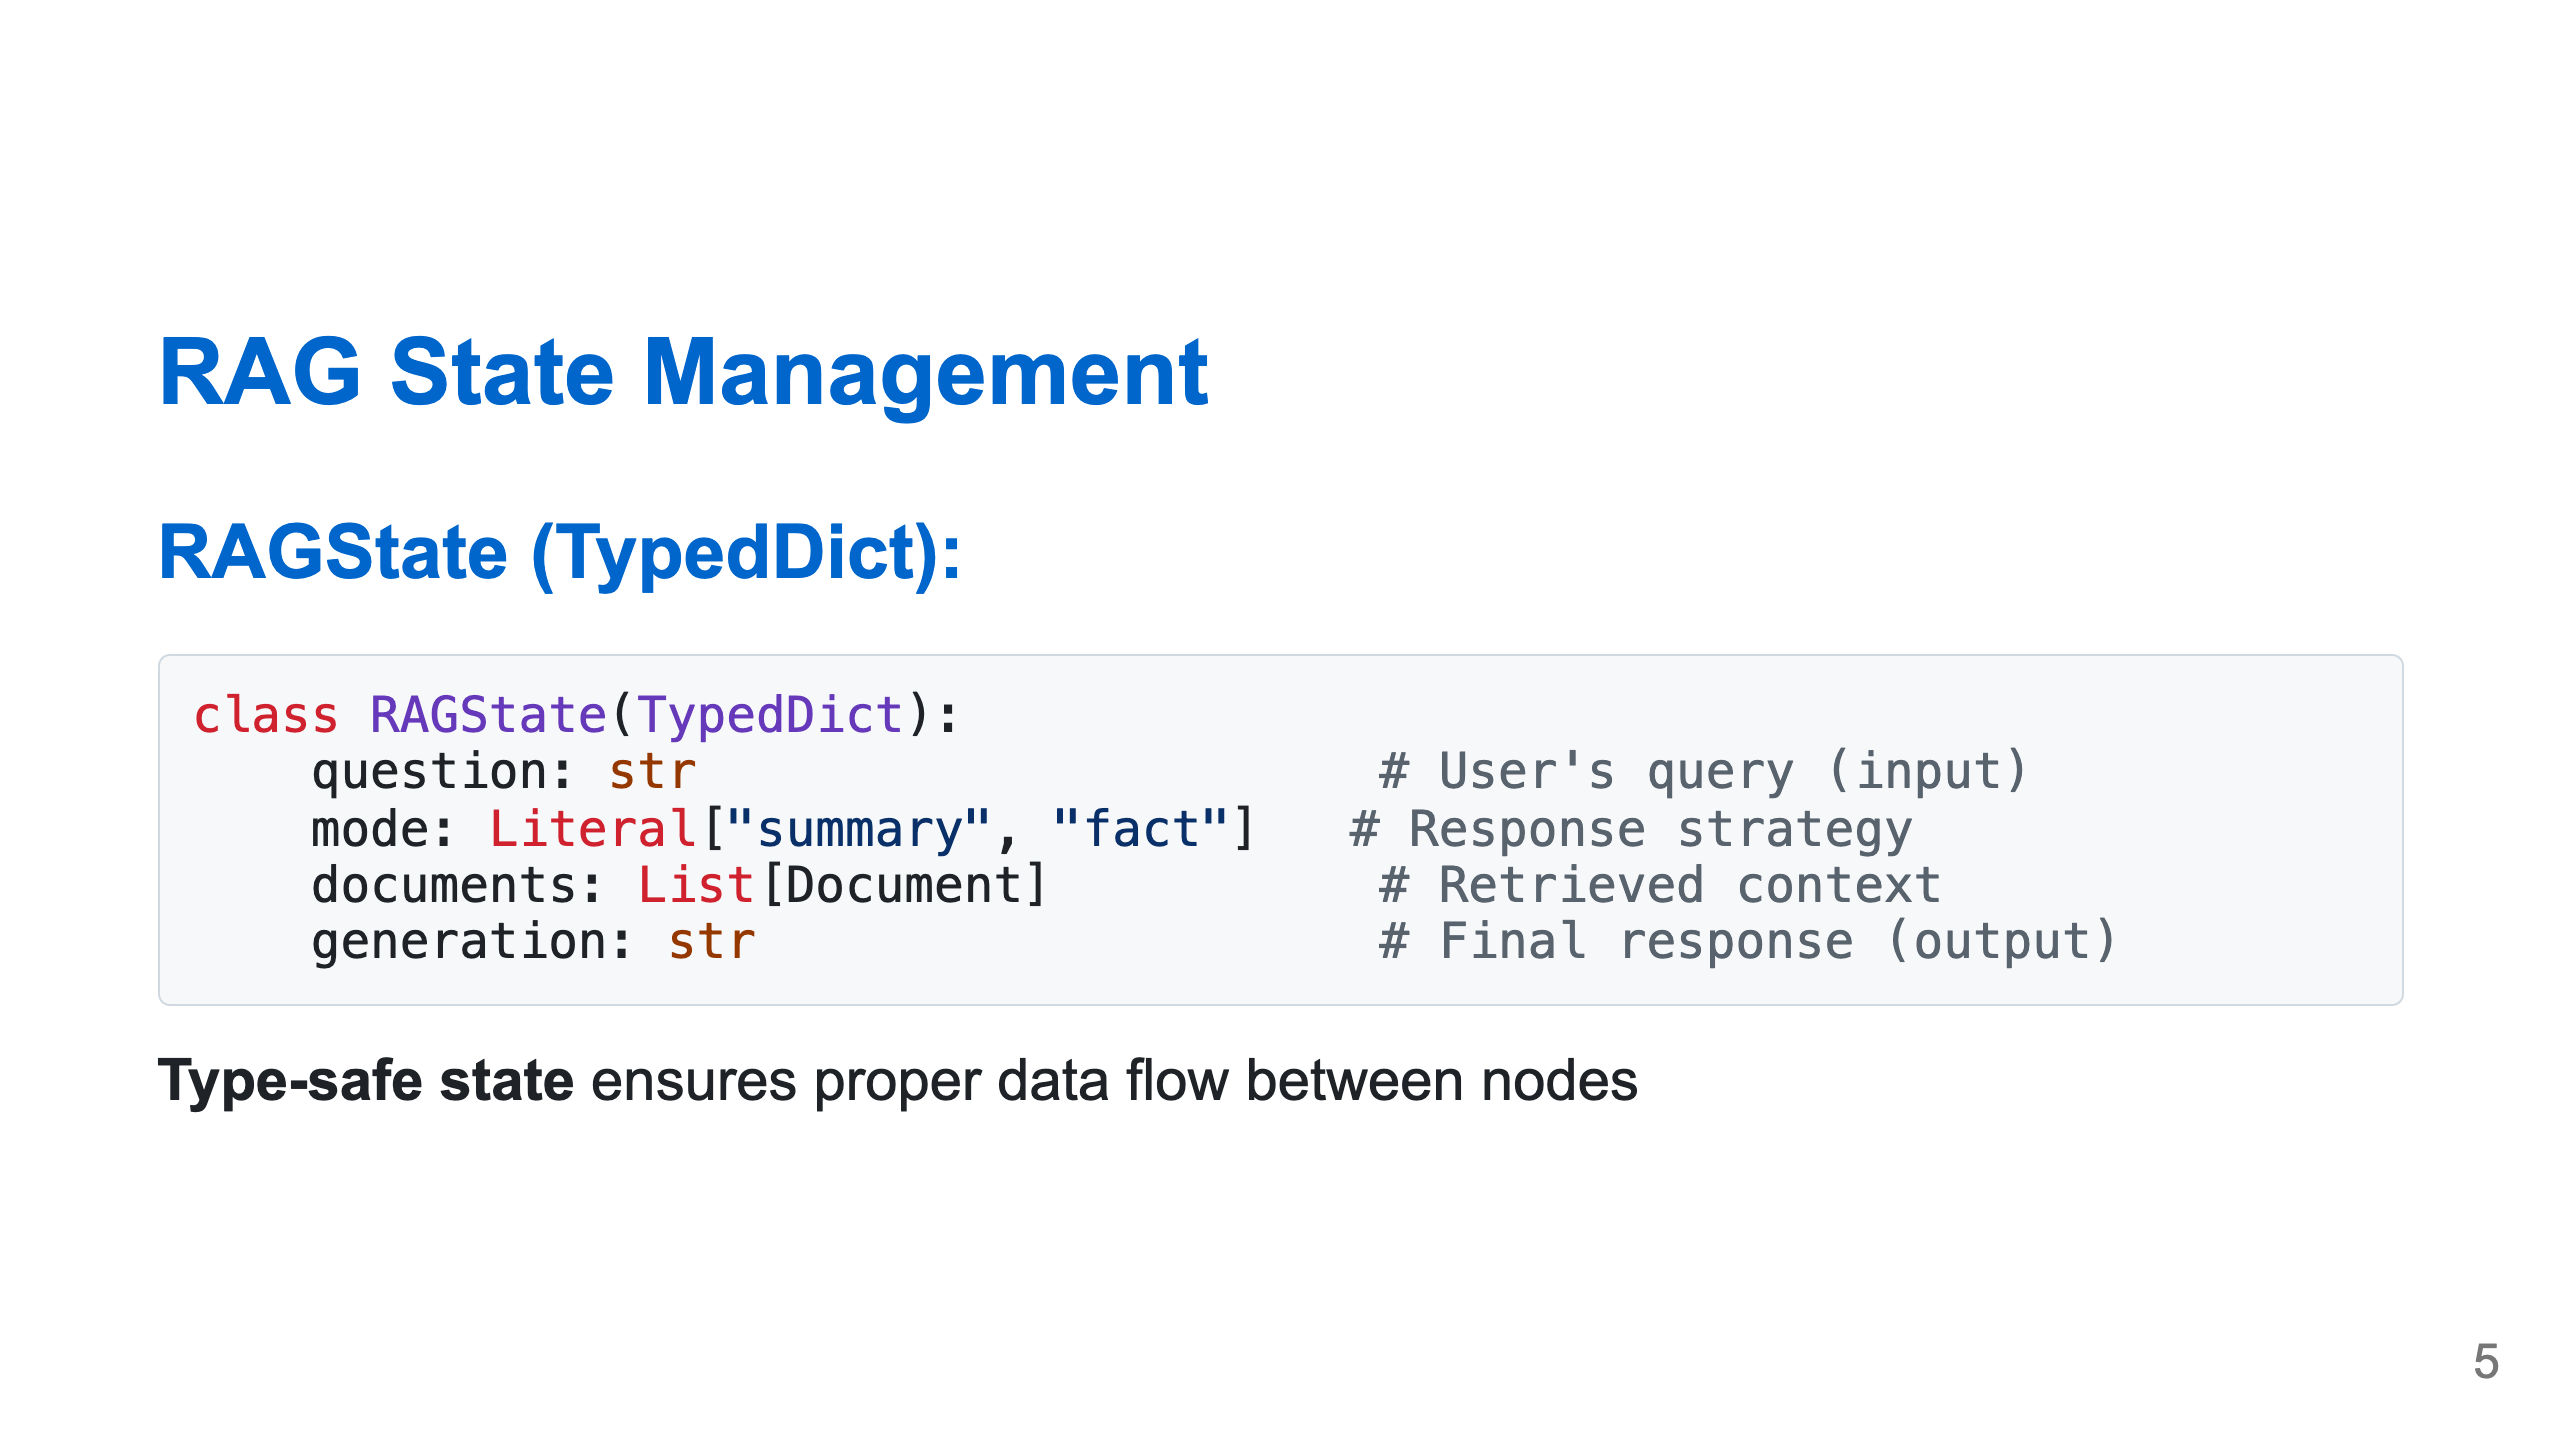 RAG State Management
RAGState (TypedDict):
class RAGState(TypedDict):
    question: str                       # User's query (input)
    mode: Literal["summary", "fact"]   # Response strategy
    documents: List[Document]           # Retrieved context
    generation: str                     # Final response (output)
Type-safe state ensures proper data flow between nodes
5